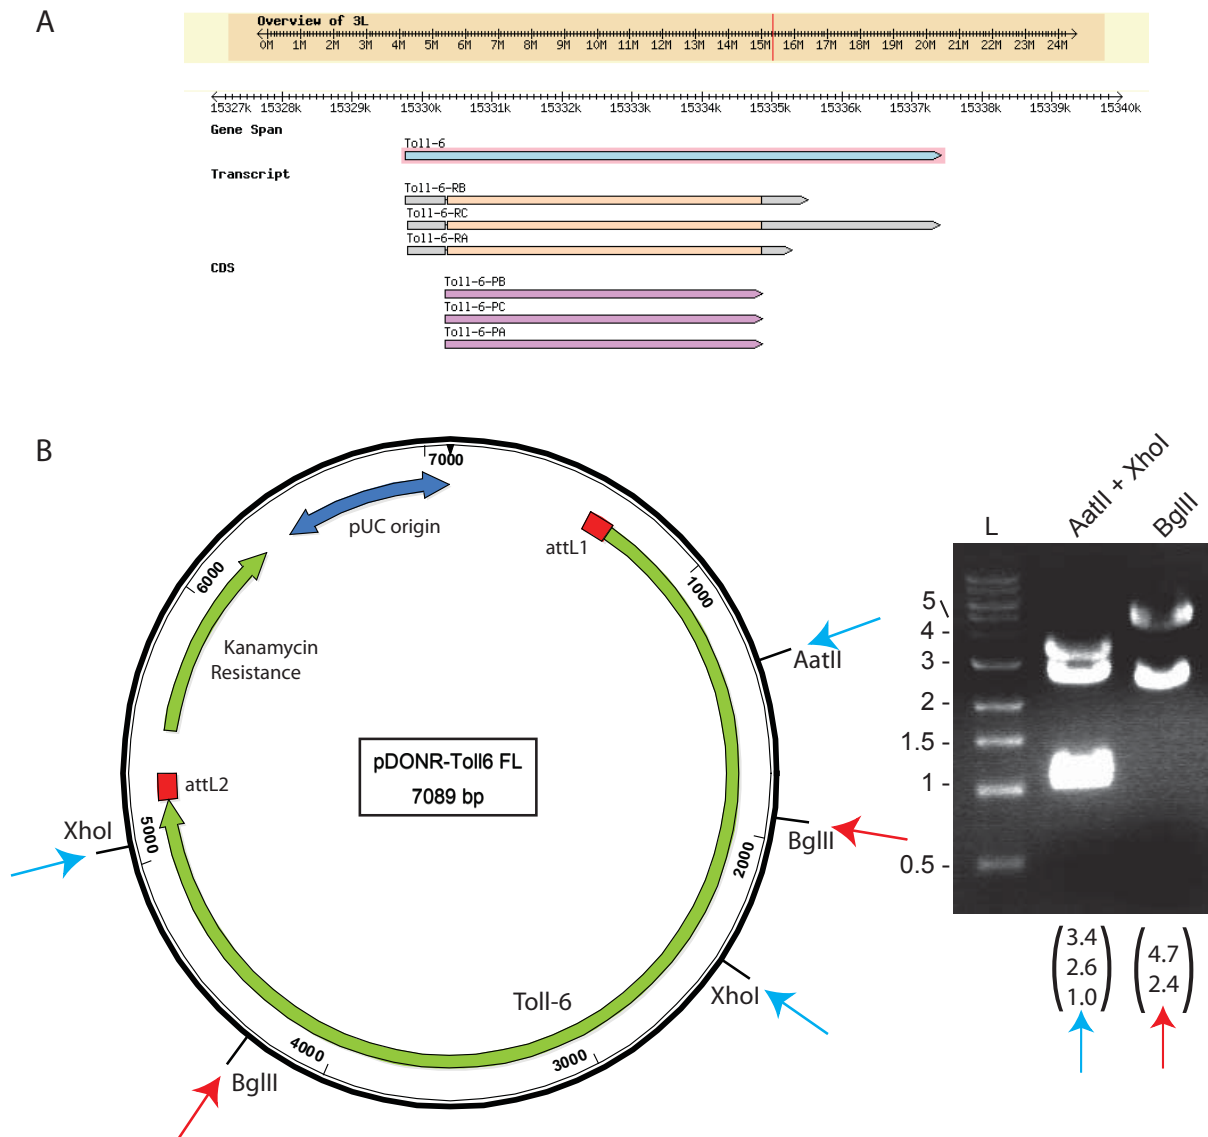 A
Overview of 3L
0M 1M 2M 3M 4M 5M 6M 7M 8M 9M 10M 11M 12M 13M 14M 15M 16M 17M 18M 19M 20M 21M 22M 23M 24M
15327k 15328k 15329k 15330k 15331k 15332k 15333k 15334k 15335k 15336k 15337k 15338k 15339k 15340k
Gene Span
Toll-6
Transcript
Toll-6-RB
Toll-6-RC
Toll-6-RA
CDS
Toll-6-PB
Toll-6-PC
Toll-6-PA
B
7000
pUC origin
attL1
6000
1000
Kanamycin
Resistance
AatII
pDONR-Toll6 FL
7089 bp
attL2
XhoI
5000
BglII
2000
XhoI
Toll-6
4000
3000
BglII
L
AatII + XhoI
BglII
5 \
4 -
3 -
2 -
1.5 -
1 -
0.5 -
3.4
2.6
1.0
4.7
2.4